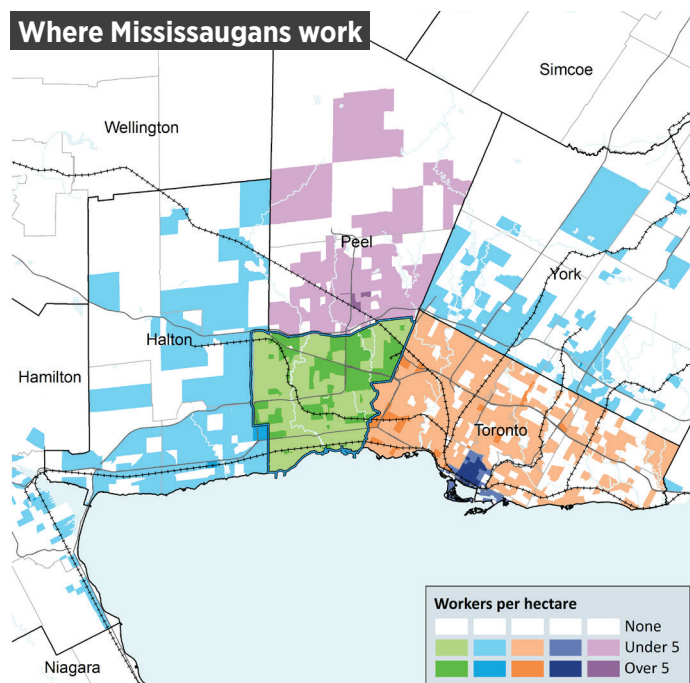 Where Mississaugans work
Simcoe
Wellington
Peel
York
Halton
Hamilton
Toronto
Workers per hectare
None
Under 5
Over 5
Niagara